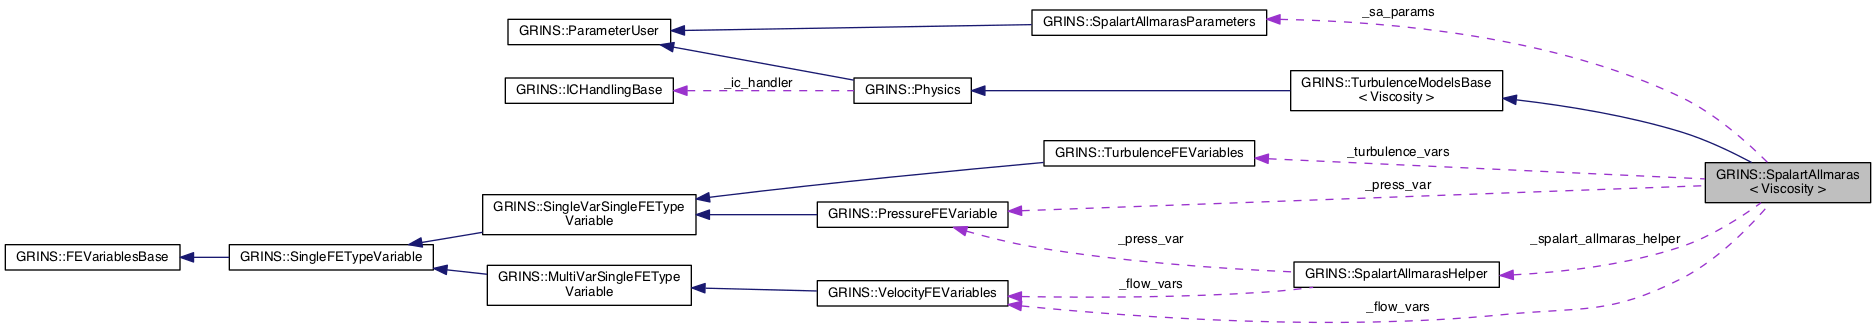 GRINS::ParameterUser
GRINS::SpalartAllmarasParameters
_sa_params
GRINS::ICHandlingBase
_ic_handler
GRINS::Physics
GRINS::TurbulenceModelsBase
< Viscosity >
GRINS::TurbulenceFEVariables
_turbulence_vars
GRINS::SpalartAllmaras
< Viscosity >
_press_var
GRINS::SingleVarSingleFEType
Variable
GRINS::PressureFEVariable
_press_var
_spalart_allmaras_helper
GRINS::FEVariablesBase
GRINS::SingleFETypeVariable
GRINS::MultiVarSingleFEType
Variable
GRINS::SpalartAllmarasHelper
_flow_vars
GRINS::VelocityFEVariables
_flow_vars